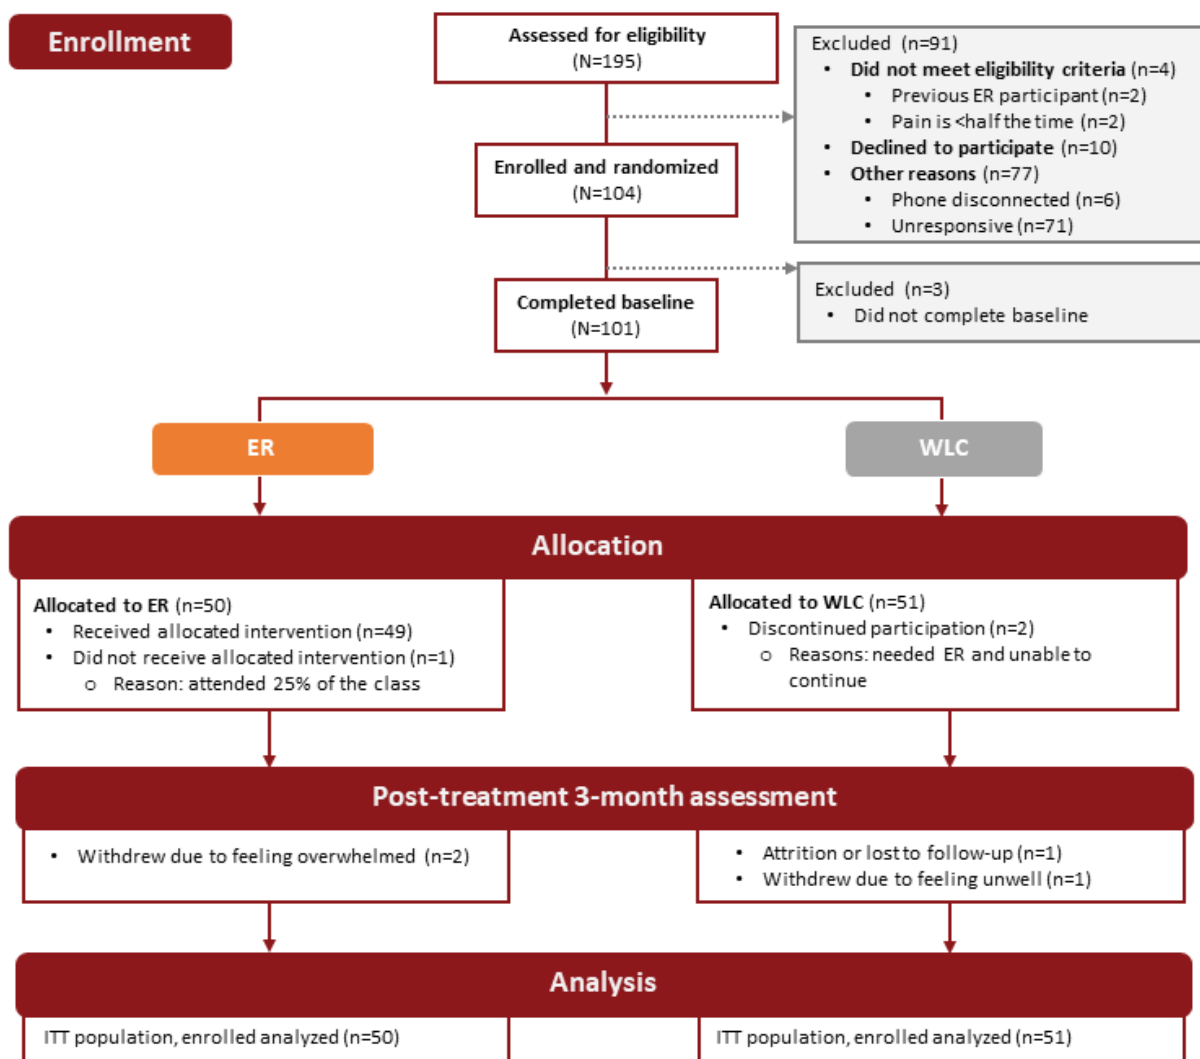 Enrollment
Assessed for eligibility
(N=195)
Excluded (n=91)
• Did not meet eligibility criteria (n=4)
• Previous ER participant (n=2)
• Pain is <half the time (n=2)
• Declined to participate (n=10)
• Other reasons (n=77)
• Phone disconnected (n=6)
• Unresponsive (n=71)
Enrolled and randomized
(N=104)
Excluded (n=3)
• Did not complete baseline
Completed baseline
(N=101)
ER
WLC
Allocation
Allocated to ER (n=50)
• Received allocated intervention (n=49)
• Did not receive allocated intervention (n=1)
o Reason: attended 25% of the class
Allocated to WLC (n=51)
• Discontinued participation (n=2)
o Reasons: needed ER and unable to
continue
Post-treatment 3-month assessment
• Withdrew due to feeling overwhelmed (n=2)
• Attrition or lost to follow-up (n=1)
• Withdrew due to feeling unwell (n=1)
Analysis
ITT population, enrolled analyzed (n=50)
ITT population, enrolled analyzed (n=51)